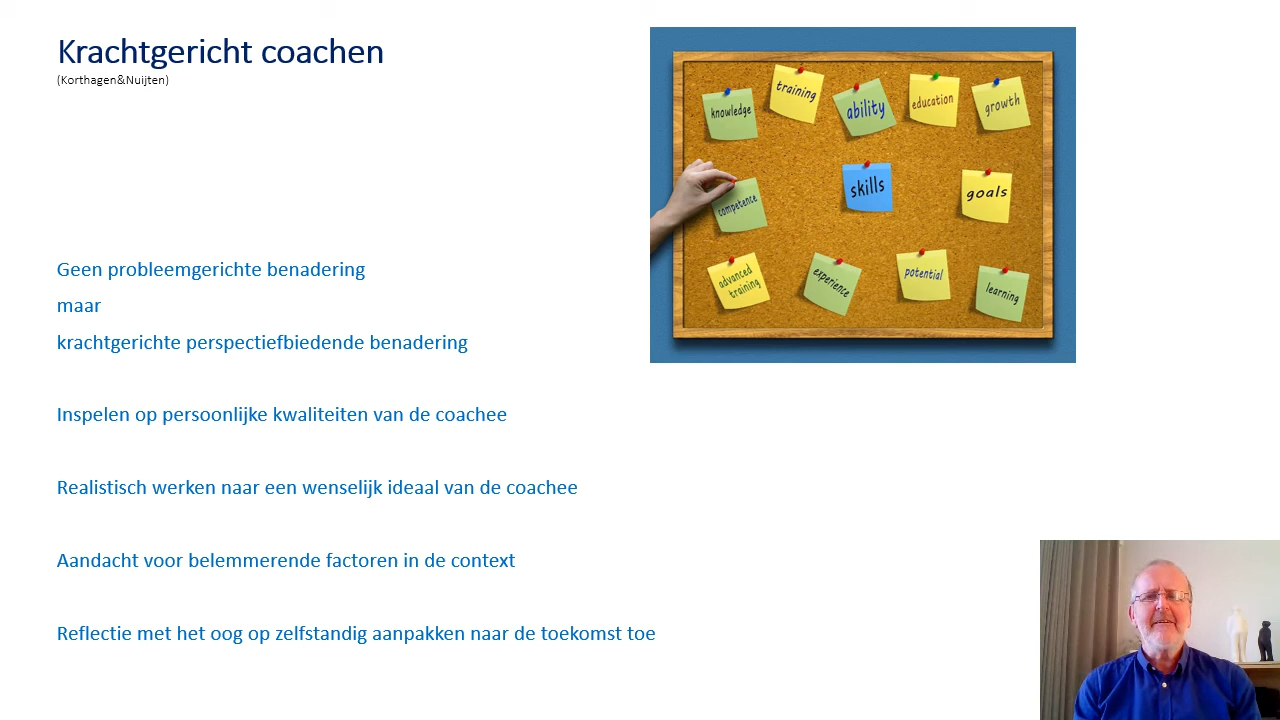 Krachtgericht coachen
(Korthagen&Nuijten)
knowledge
training
ability
education
growth
competence
skills
goals
advanced
training
experience
potential
learning
Geen probleemgerichte benadering
maar
krachtgerichte perspectiefbiedende benadering
Inspelen op persoonlijke kwaliteiten van de coachee
Realistisch werken naar een wenselijk ideaal van de coachee
Aandacht voor belemmerende factoren in de context
Reflectie met het oog op zelfstandig aanpakken naar de toekomst toe